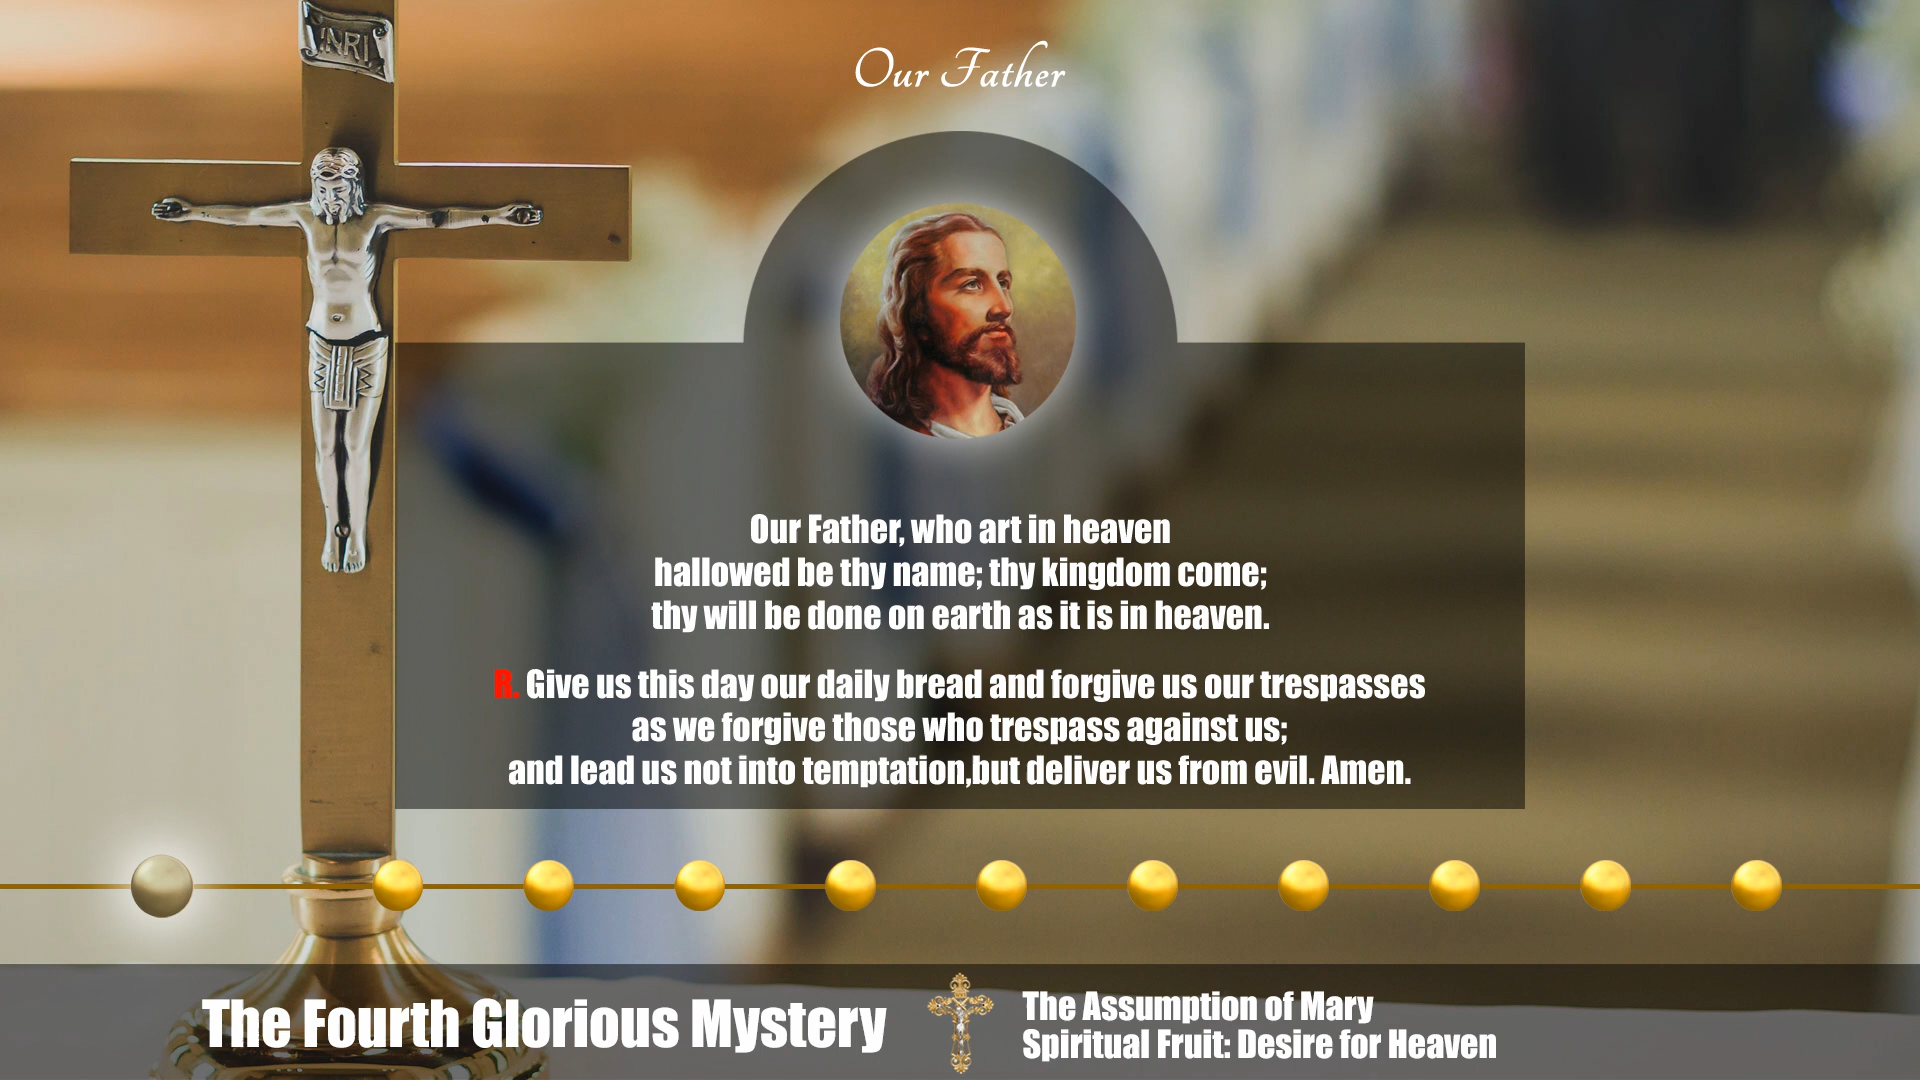 INRI
Our Father
Our Father, who art in heaven
hallowed be thy name; thy kingdom come;
thy will be done on earth as it is in heaven.
R. Give us this day our daily bread and forgive us our trespasses
as we forgive those who trespass against us;
and lead us not into temptation,but deliver us from evil. Amen.
The Fourth Glorious Mystery
The Assumption of Mary
Spiritual Fruit: Desire for Heaven